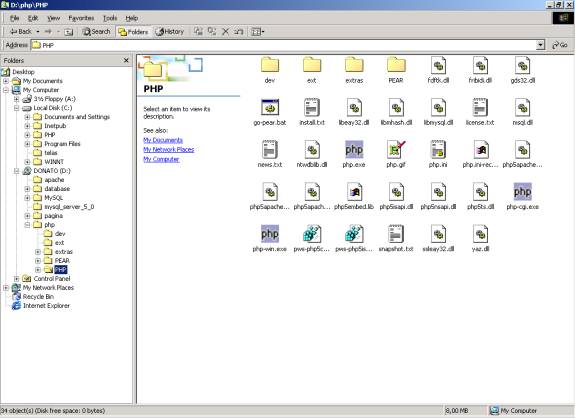 D:\php\PHP
File Edit View Favorites Tools Help
Back Search Folders History
Address PHP Go
Folders
Desktop
My Documents
My Computer
3½ Floppy (A:)
Local Disk (C:)
Documents and Settings
Inetpub
PHP
Program Files
telas
WINNT
DONATO (D:)
apache
database
MySQL
mysql_server_5_0
pagina
php
dev
ext
extras
PEAR
PHP
Control Panel
My Network Places
Recycle Bin
Internet Explorer
PHP
Select an item to view its
description.
See also:
My Documents
My Network Places
My Computer
dev ext extras PEAR fdftk.dll fribidi.dll gds32.dll
go-pear.bat install.txt libeay32.dll libmhash.dll libmysql.dll license.txt msql.dll
news.txt ntwdblib.dll php.exe php.gif php.ini php.ini-rec... php5apache...
php5apache... php5apach... php5embed.lib php5isapi.dll php5nsapi.dll php5ts.dll php-cgi.exe
php-win.exe pws-php5c... pws-php5is... snapshot.txt ssleay32.dll yaz.dll
34 object(s) (Disk free space: 0 bytes) 8,00 MB My Computer